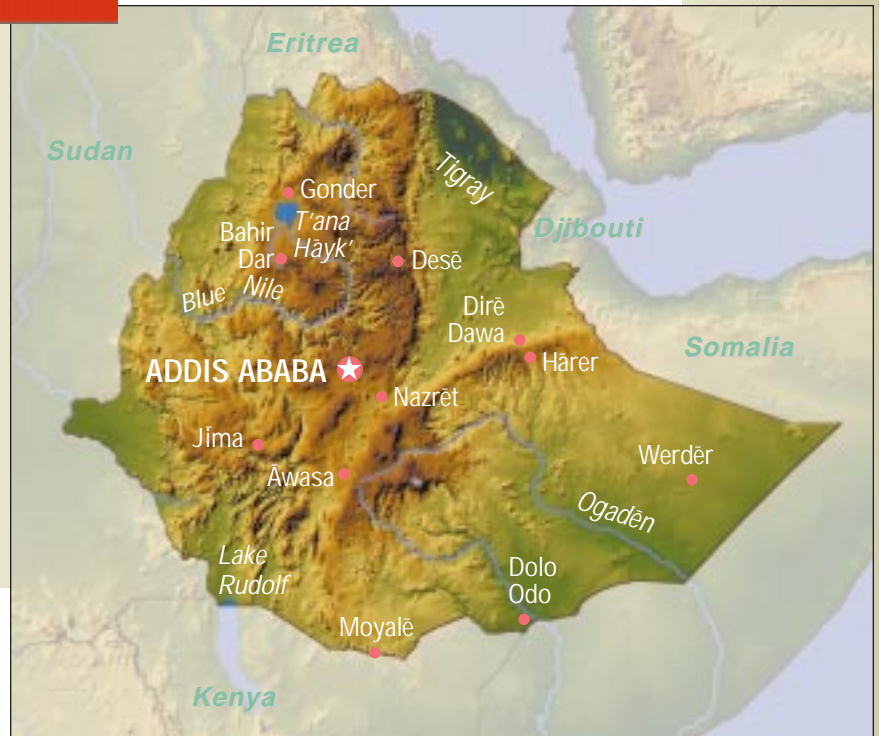 Eritrea
Sudan
Tigray
Gonder
T'ana
Hāyk'
Djibouti
Bahir
Dar
Desē
Blue Nile
Dirē
Dawa
Somalia
Hārer
ADDIS ABABA
Nazrēt
Jīma
Werdēr
Āwasa
Ogadēn
Lake
Rudolf
Dolo
Odo
Moyalē
Kenya